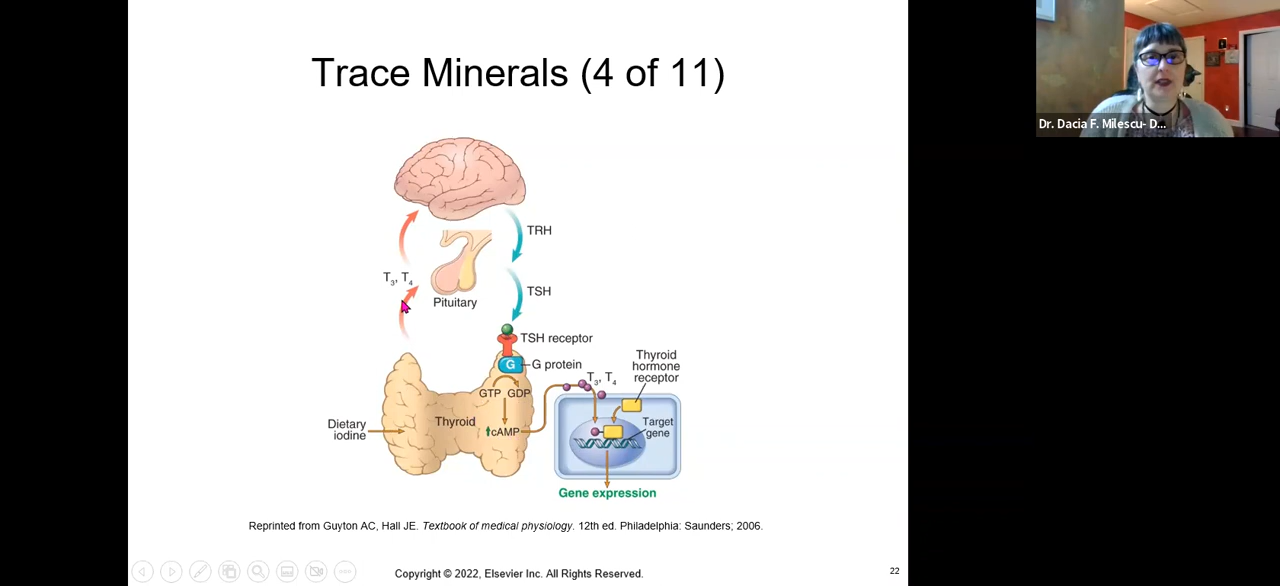 Trace Minerals (4 of 11)
Dr. Dacia F. Milescu- D...
TRH
T3, T4
TSH
Pituitary
TSH receptor
G
G protein
Thyroid
hormone
receptor
T3, T4
GTP GDP
Dietary
iodine
Thyroid
↑cAMP
Target
gene
Gene expression
Reprinted from Guyton AC, Hall JE. Textbook of medical physiology. 12th ed. Philadelphia: Saunders; 2006.
Copyright © 2022, Elsevier Inc. All Rights Reserved.
22